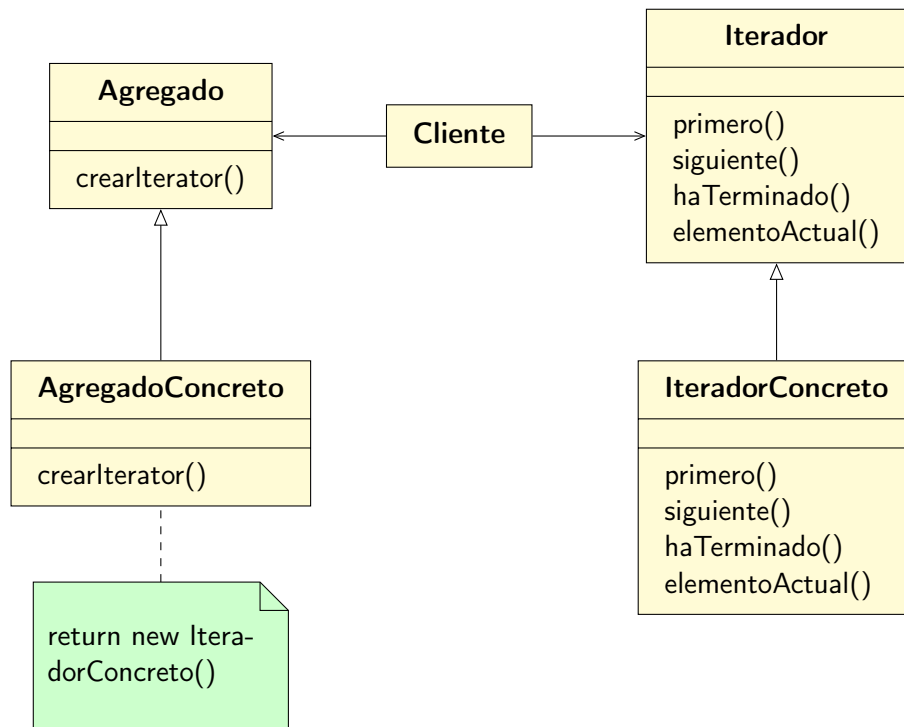 Iterador
primero()
siguiente()
haTerminado()
elementoActual()
Agregado
crearIterator()
Cliente
AgregadoConcreto
crearIterator()
IteradorConcreto
primero()
siguiente()
haTerminado()
elementoActual()
return new Itera-
dorConcreto()